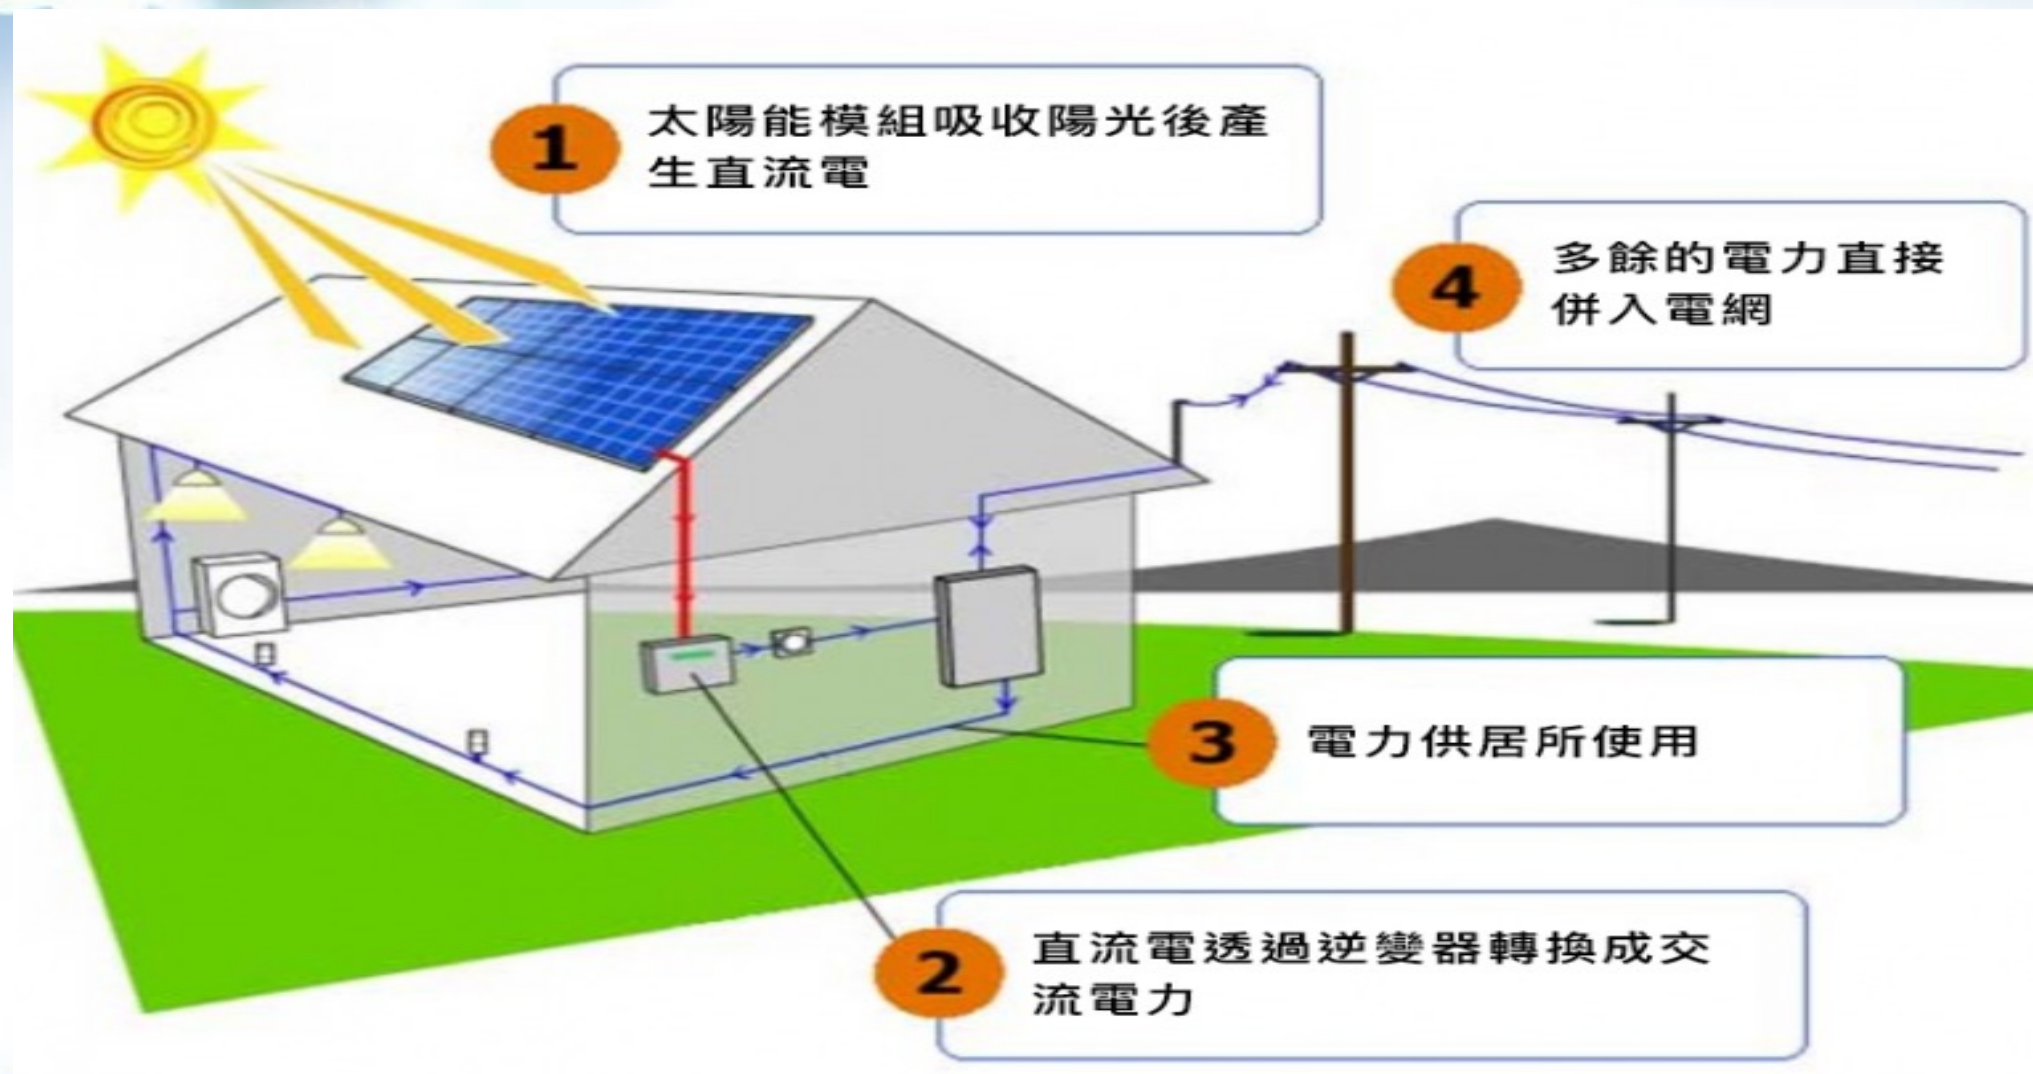 1
太陽能模組吸收陽光後產
生直流電
4
多餘的電力直接
併入電網
3
電力供居所使用
2
直流電透過逆變器轉換成交
流電力